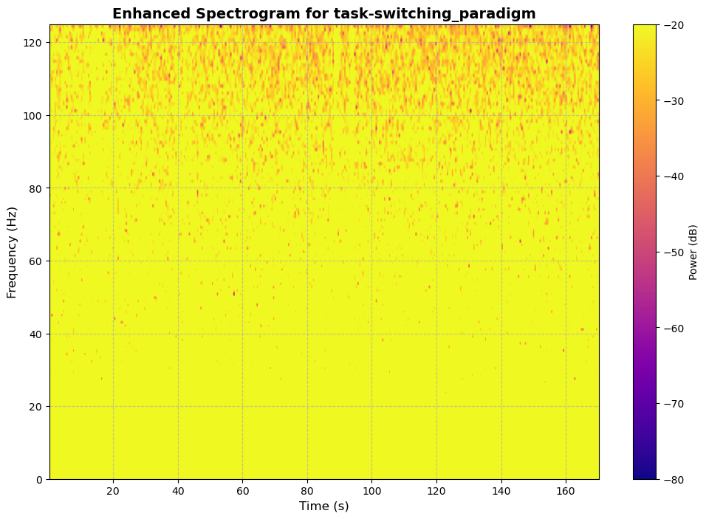 Enhanced Spectrogram for task-switching_paradigm
Frequency (Hz)
120
100
80
60
40
20
0
20 40 60 80 100 120 140 160
Time (s)
−20
−30
−40
−50
−60
−70
−80
Power (dB)